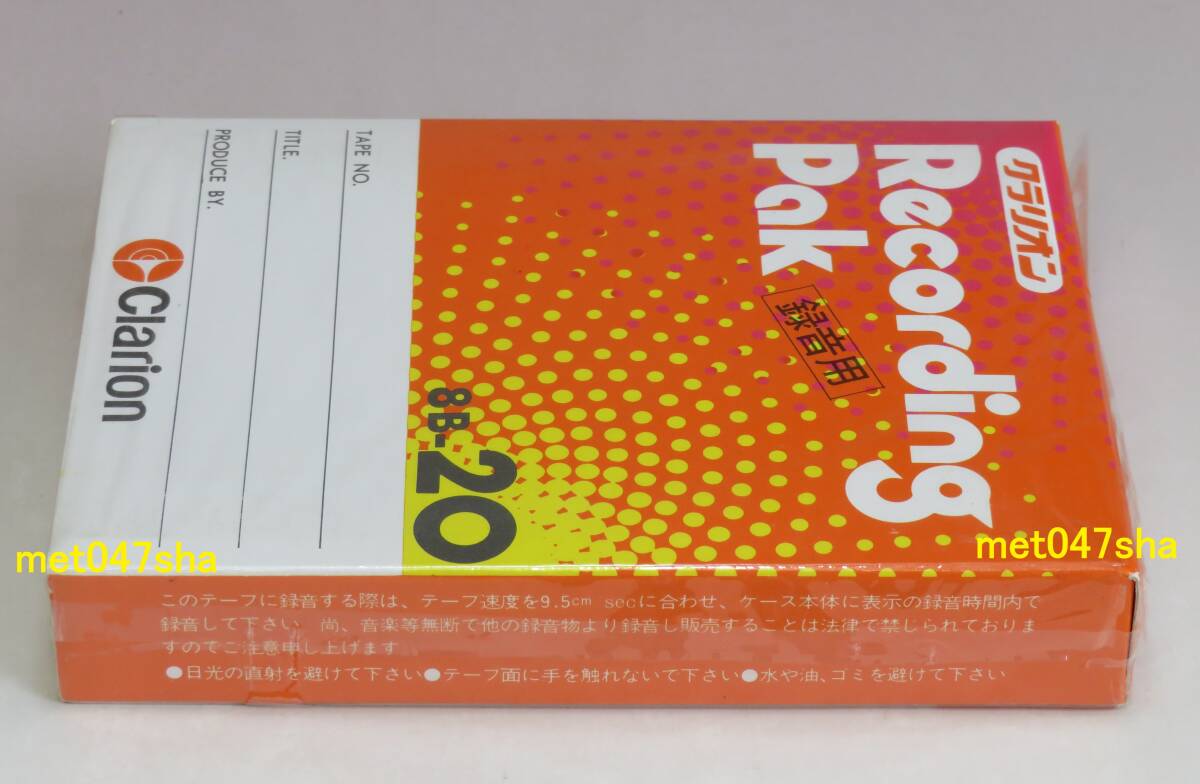 クラリオン
Recording
Pak
録音用
8B-20
TAPE NO.
TITLE.
PRODUCE BY.
Clarion
met047sha
met047sha
このテープに録音する際は、テープ速度を9.5cm secに合わせ、ケース本体に表示の録音時間内で
録音して下さい 尚、音楽等無断で他の録音物より録音し販売することは法律で禁じられておりま
すのでご注意申し上げます
●日光の直射を避けて下さい●テープ面に手を触れないで下さい●水や油、ゴミを避けて下さい